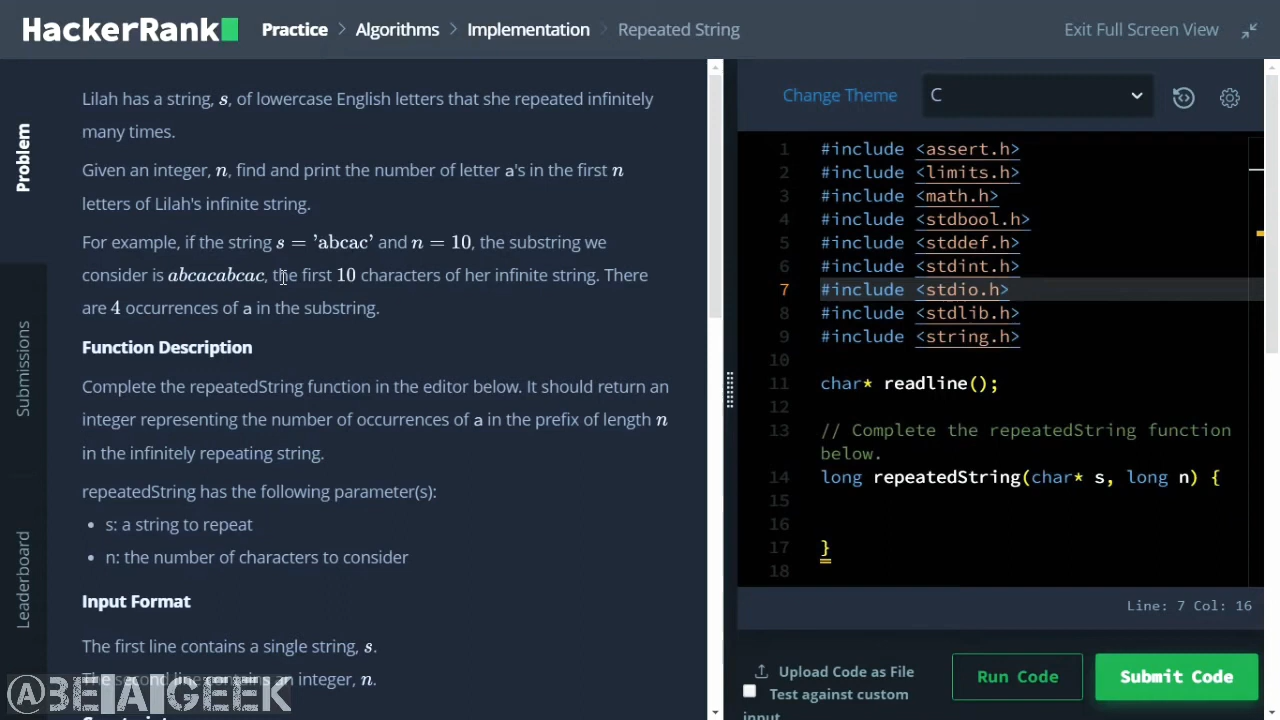 HackerRank Practice > Algorithms > Implementation > Repeated String Exit Full Screen View
Problem
Submissions
Leaderboard
Lilah has a string, s, of lowercase English letters that she repeated infinitely
many times.
Given an integer, n, find and print the number of letter a's in the first n
letters of Lilah's infinite string.
For example, if the string s = 'abcac' and n = 10, the substring we
consider is abcacabcac, the first 10 characters of her infinite string. There
are 4 occurrences of a in the substring.
Function Description
Complete the repeatedString function in the editor below. It should return an
integer representing the number of occurrences of a in the prefix of length n
in the infinitely repeating string.
repeatedString has the following parameter(s):
• s: a string to repeat
• n: the number of characters to consider
Input Format
The first line contains a single string, s.
The second line contains an integer, n.
@BEIAIGEEK
Change Theme C
1 #include <assert.h>
2 #include <limits.h>
3 #include <math.h>
4 #include <stdbool.h>
5 #include <stddef.h>
6 #include <stdint.h>
7 #include <stdio.h>
8 #include <stdlib.h>
9 #include <string.h>
10
11 char* readline();
12
13 // Complete the repeatedString function
below.
14 long repeatedString(char* s, long n) {
15
16
17 }
18
Line: 7 Col: 16
Upload Code as File
Test against custom
input
Run Code
Submit Code